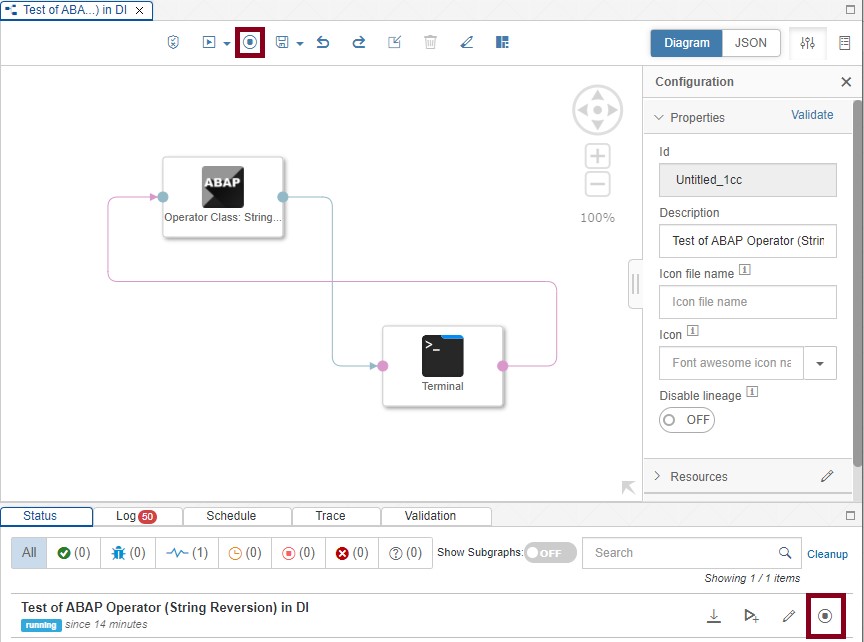 Test of ABA...) in DI
Diagram JSON
Configuration
Properties Validate
Id
Untitled_1cc
Description
Test of ABAP Operator (Strin
Icon file name
Icon file name
Icon
Font awesome icon na
Disable lineage
OFF
Resources
100%
ABAP
Operator Class: String...
>_
Terminal
Status Log 50 Schedule Trace Validation
All (0) (0) (1) (0) (0) (0) (0) Show Subgraphs: OFF Search Cleanup
Showing 1 / 1 items
Test of ABAP Operator (String Reversion) in DI
running since 14 minutes